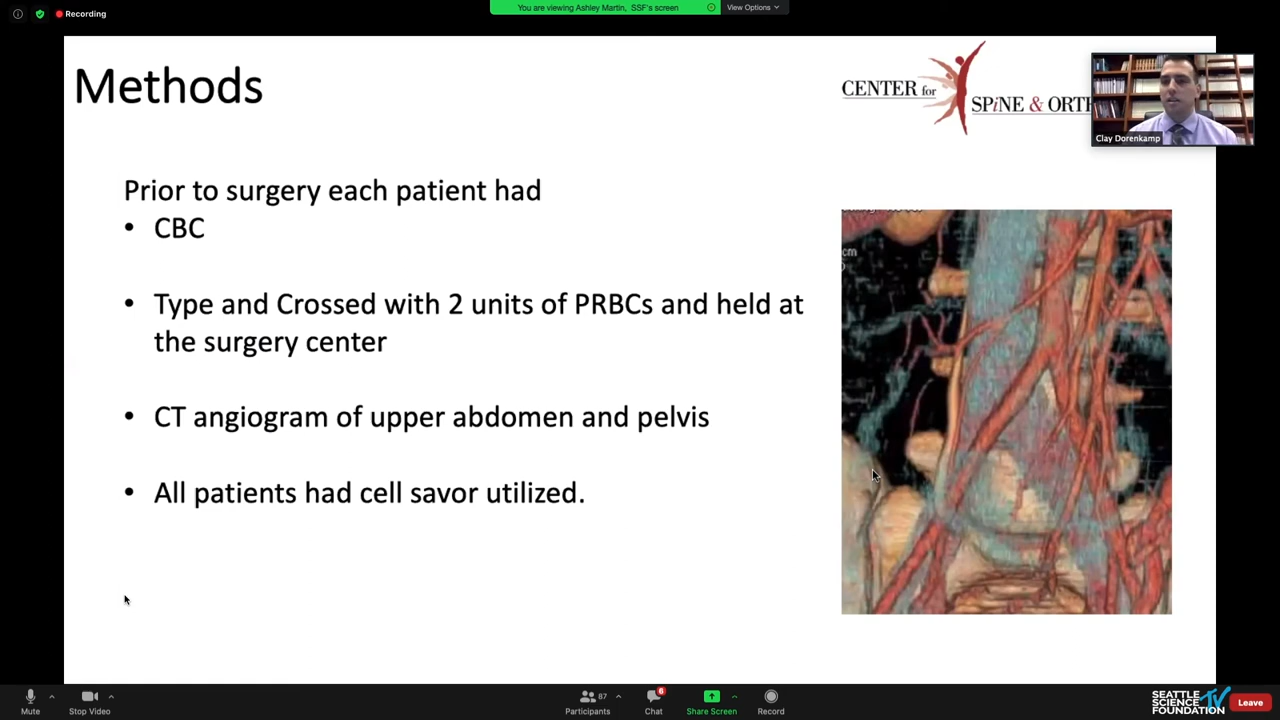 Recording
You are viewing Ashley Martin, SSF's screen
View Options
Methods
CENTER for
SPiNE & ORTH
Clay Dorenkamp
Prior to surgery each patient had
• CBC
• Type and Crossed with 2 units of PRBCs and held at
the surgery center
• CT angiogram of upper abdomen and pelvis
• All patients had cell savor utilized.
cm
Mute
Stop Video
87
Participants
6
Chat
Share Screen
Record
SEATTLE
SCIENCE
FOUNDATION
TV
Leave